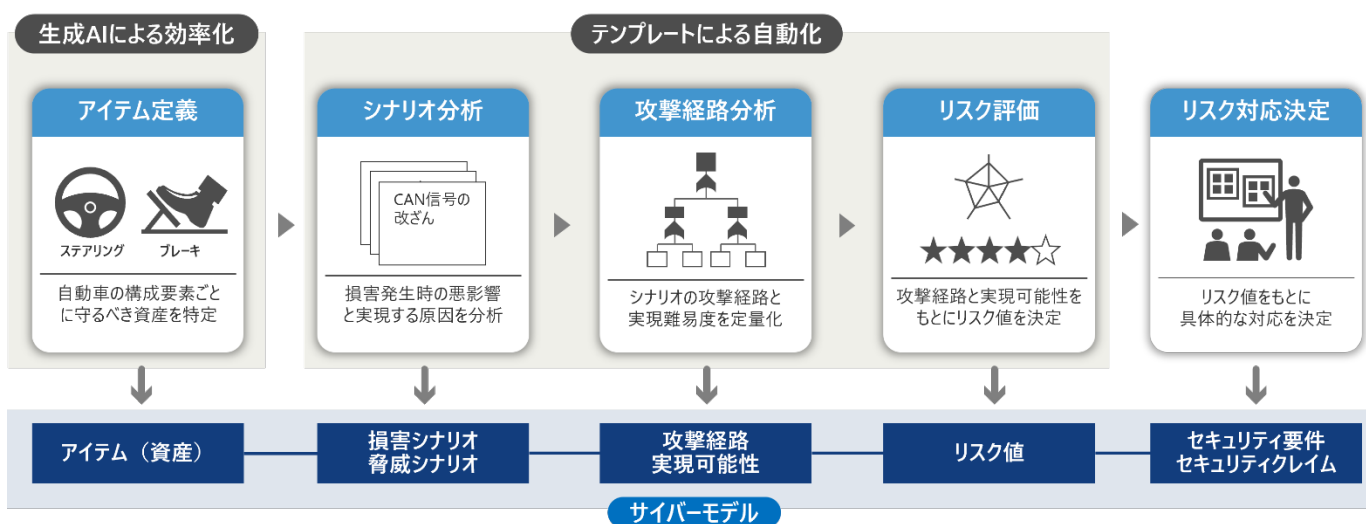 生成AIによる効率化
テンプレートによる自動化
アイテム定義
ステアリング
ブレーキ
自動車の構成要素ごと
に守るべき資産を特定
シナリオ分析
CAN信号の
改ざん
損害発生時の悪影響
と実現する原因を分析
攻撃経路分析
シナリオの攻撃経路と
実現難易度を定量化
リスク評価
攻撃経路と実現可能性を
もとにリスク値を決定
リスク対応決定
リスク値をもとに
具体的な対応を決定
アイテム（資産）
損害シナリオ
脅威シナリオ
攻撃経路
実現可能性
リスク値
セキュリティ要件
セキュリティクレイム
サイバーモデル